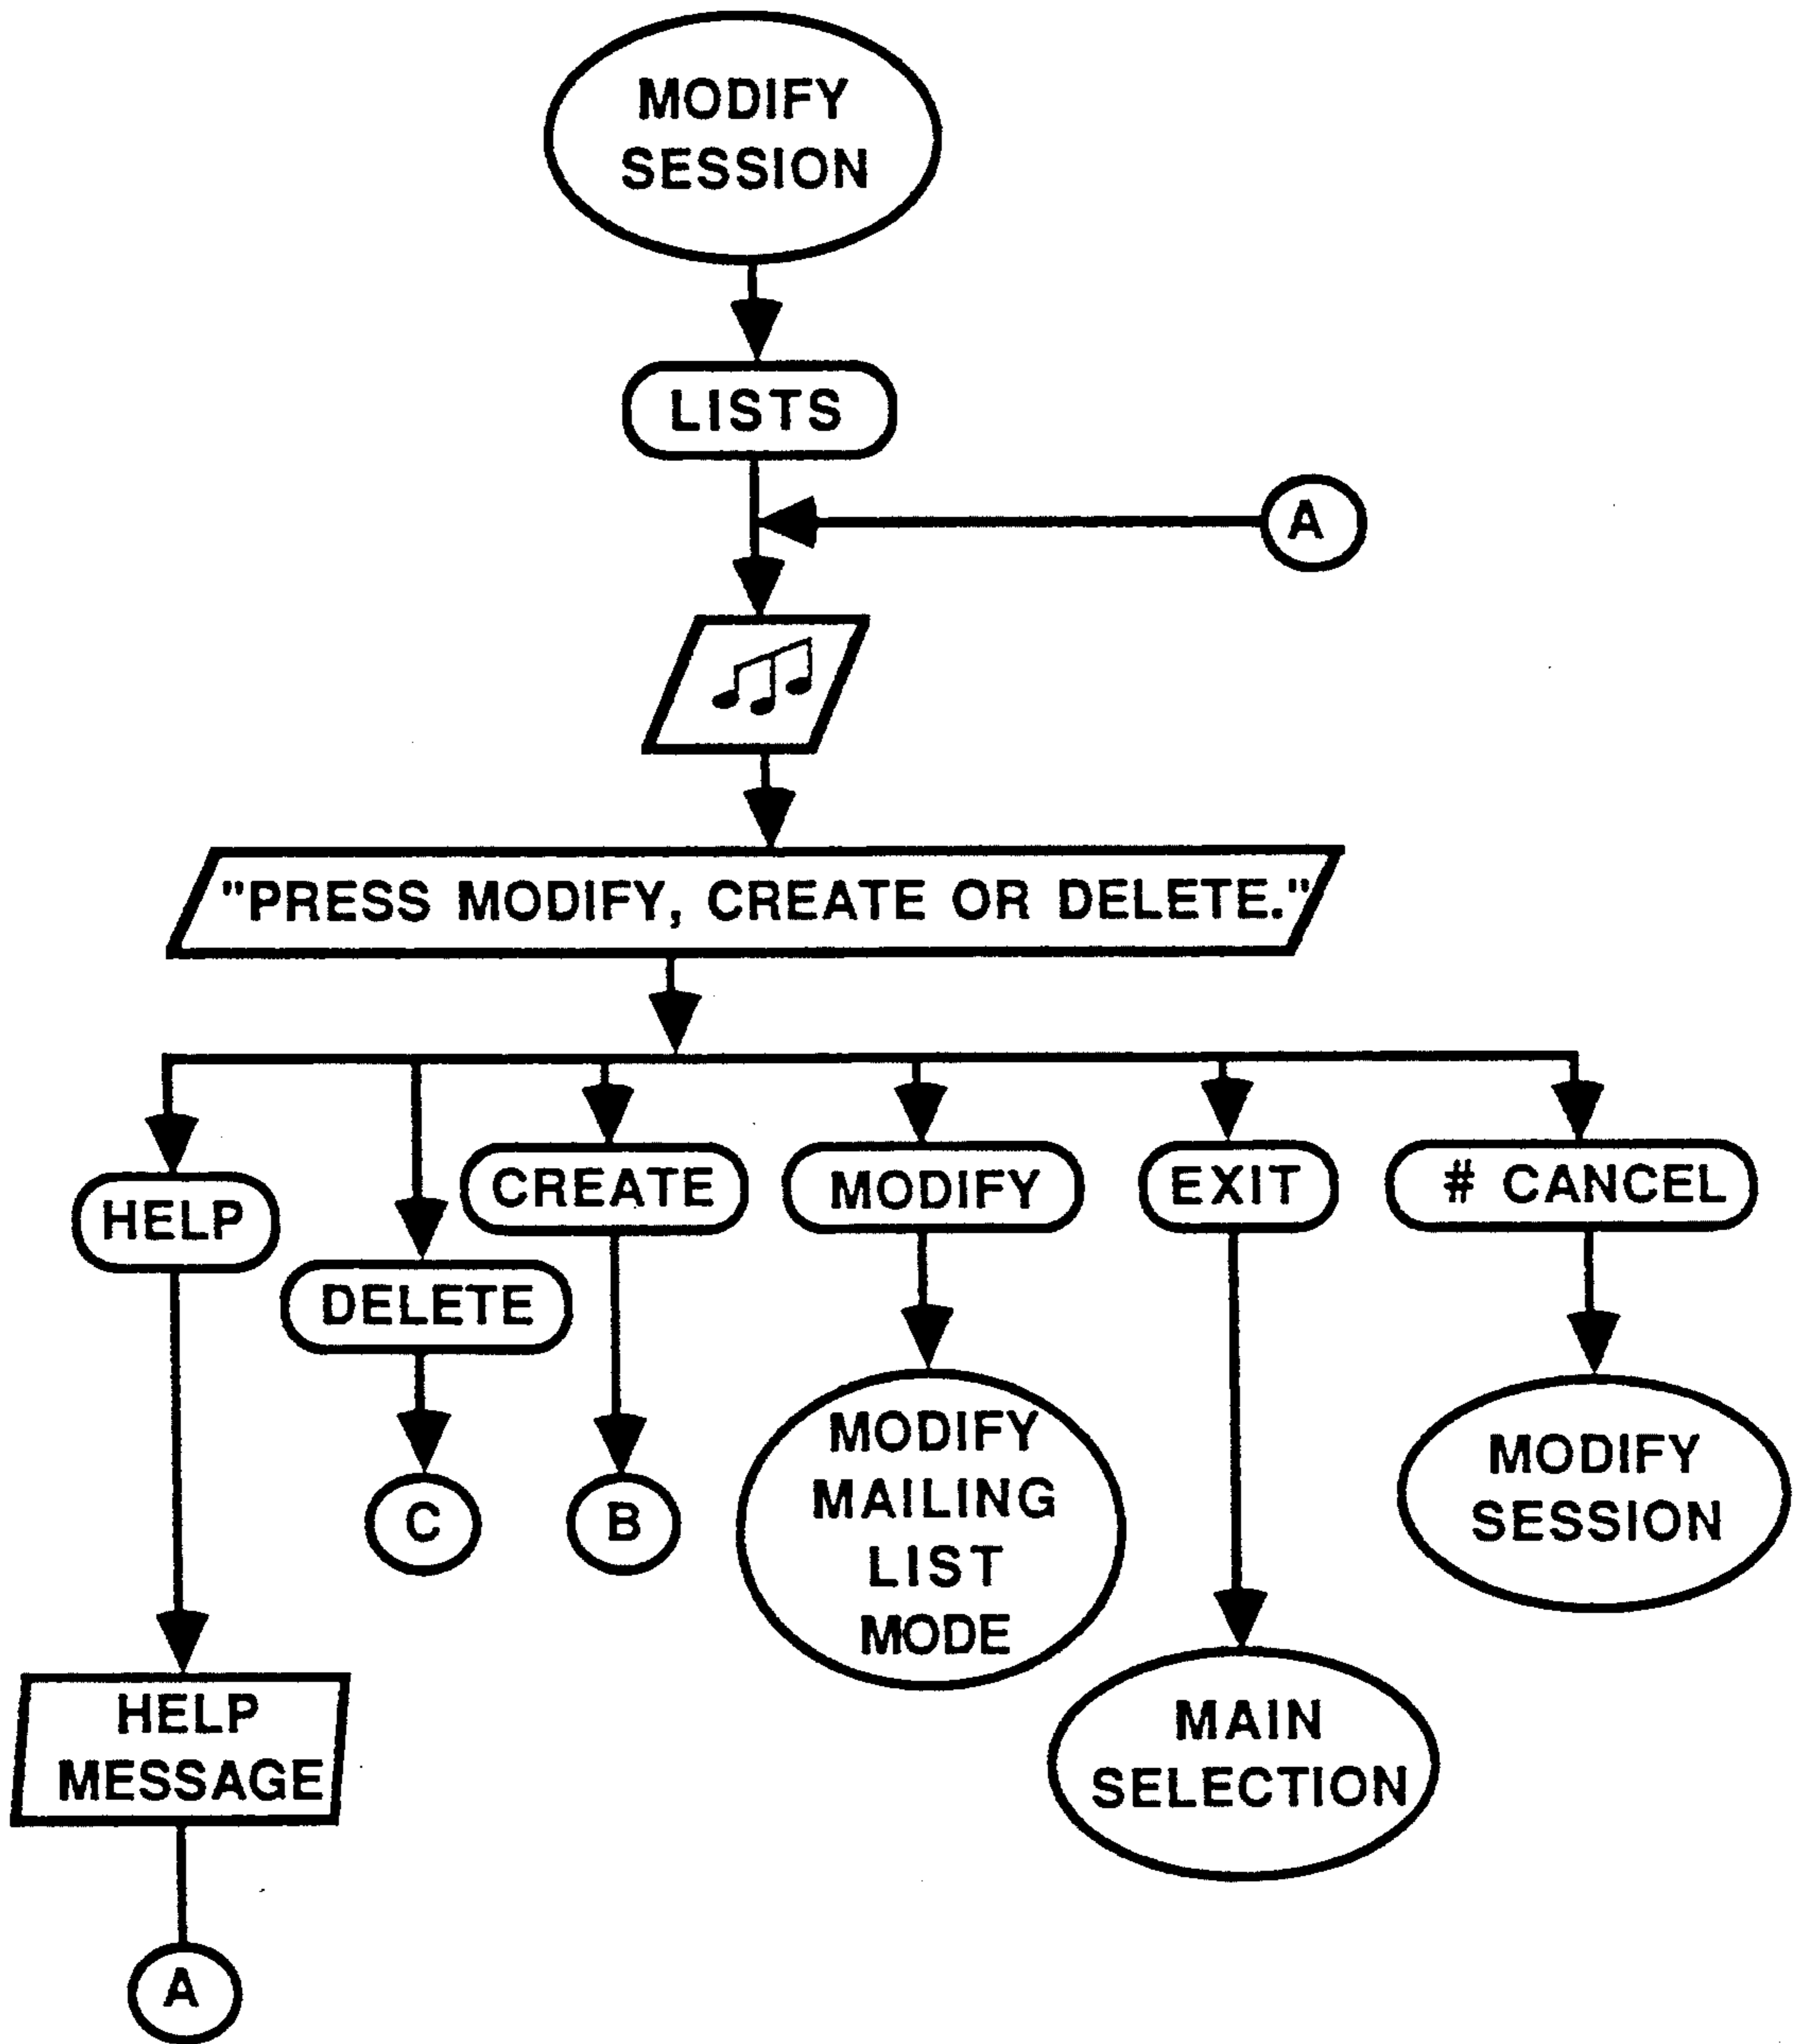 MODIFY
SESSION
LISTS
A
"PRESS MODIFY, CREATE OR DELETE."
HELP
DELETE
CREATE
MODIFY
EXIT
# CANCEL
C
B
MODIFY
MAILING
LIST
MODE
MODIFY
SESSION
MAIN
SELECTION
HELP
MESSAGE
A